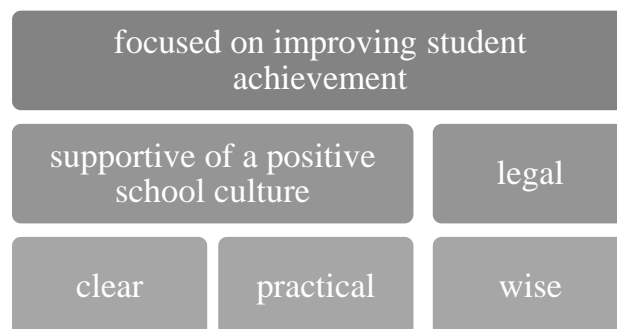 focused on improving student
achievement
supportive of a positive
school culture
legal
clear
practical
wise